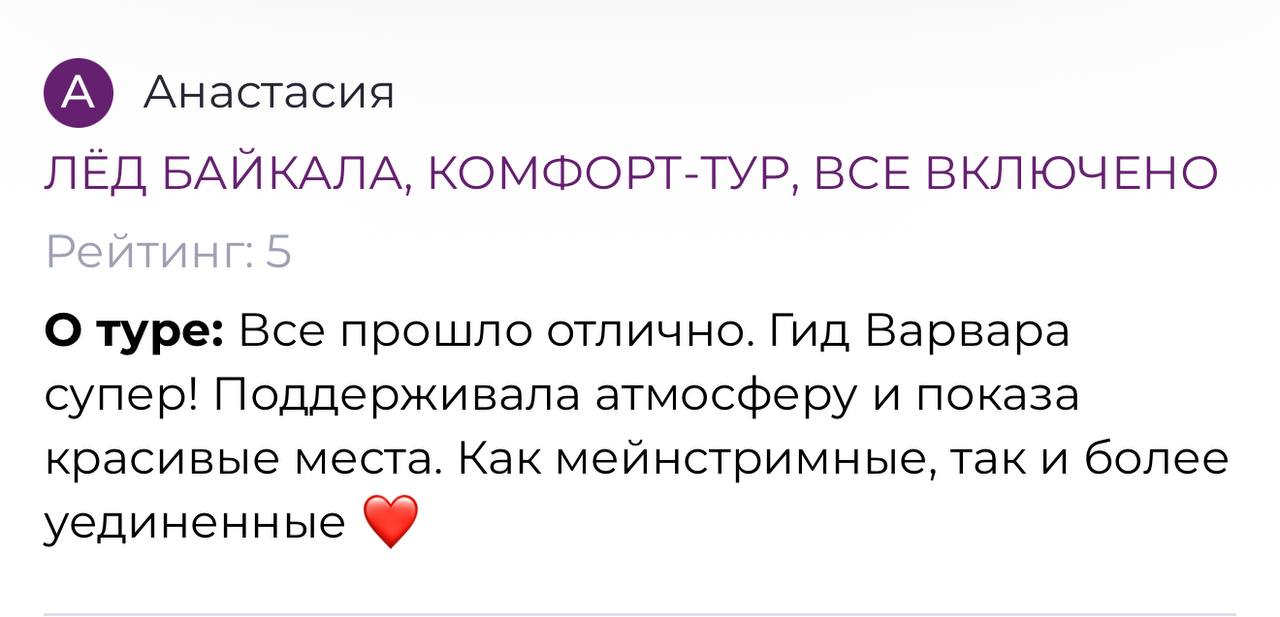 А Анастасия
ЛЁД БАЙКАЛА, КОМФОРТ-ТУР, ВСЕ ВКЛЮЧЕНО
Рейтинг: 5
О туре: Все прошло отлично. Гид Варвара
супер! Поддерживала атмосферу и показа
красивые места. Как мейнстримные, так и более
уединенные ❤️